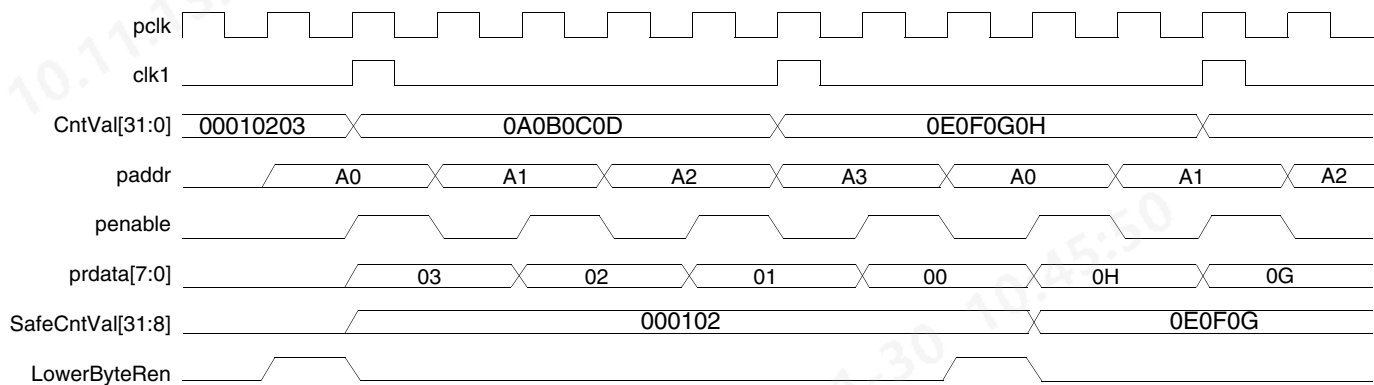 pclk
clk1
CntVal[31:0] 00010203 0A0B0C0D 0E0F0G0H
paddr A0 A1 A2 A3 A0 A1 A2
penable
prdata[7:0] 03 02 01 00 0H 0G
SafeCntVal[31:8] 000102 0E0F0G
LowerByteRen